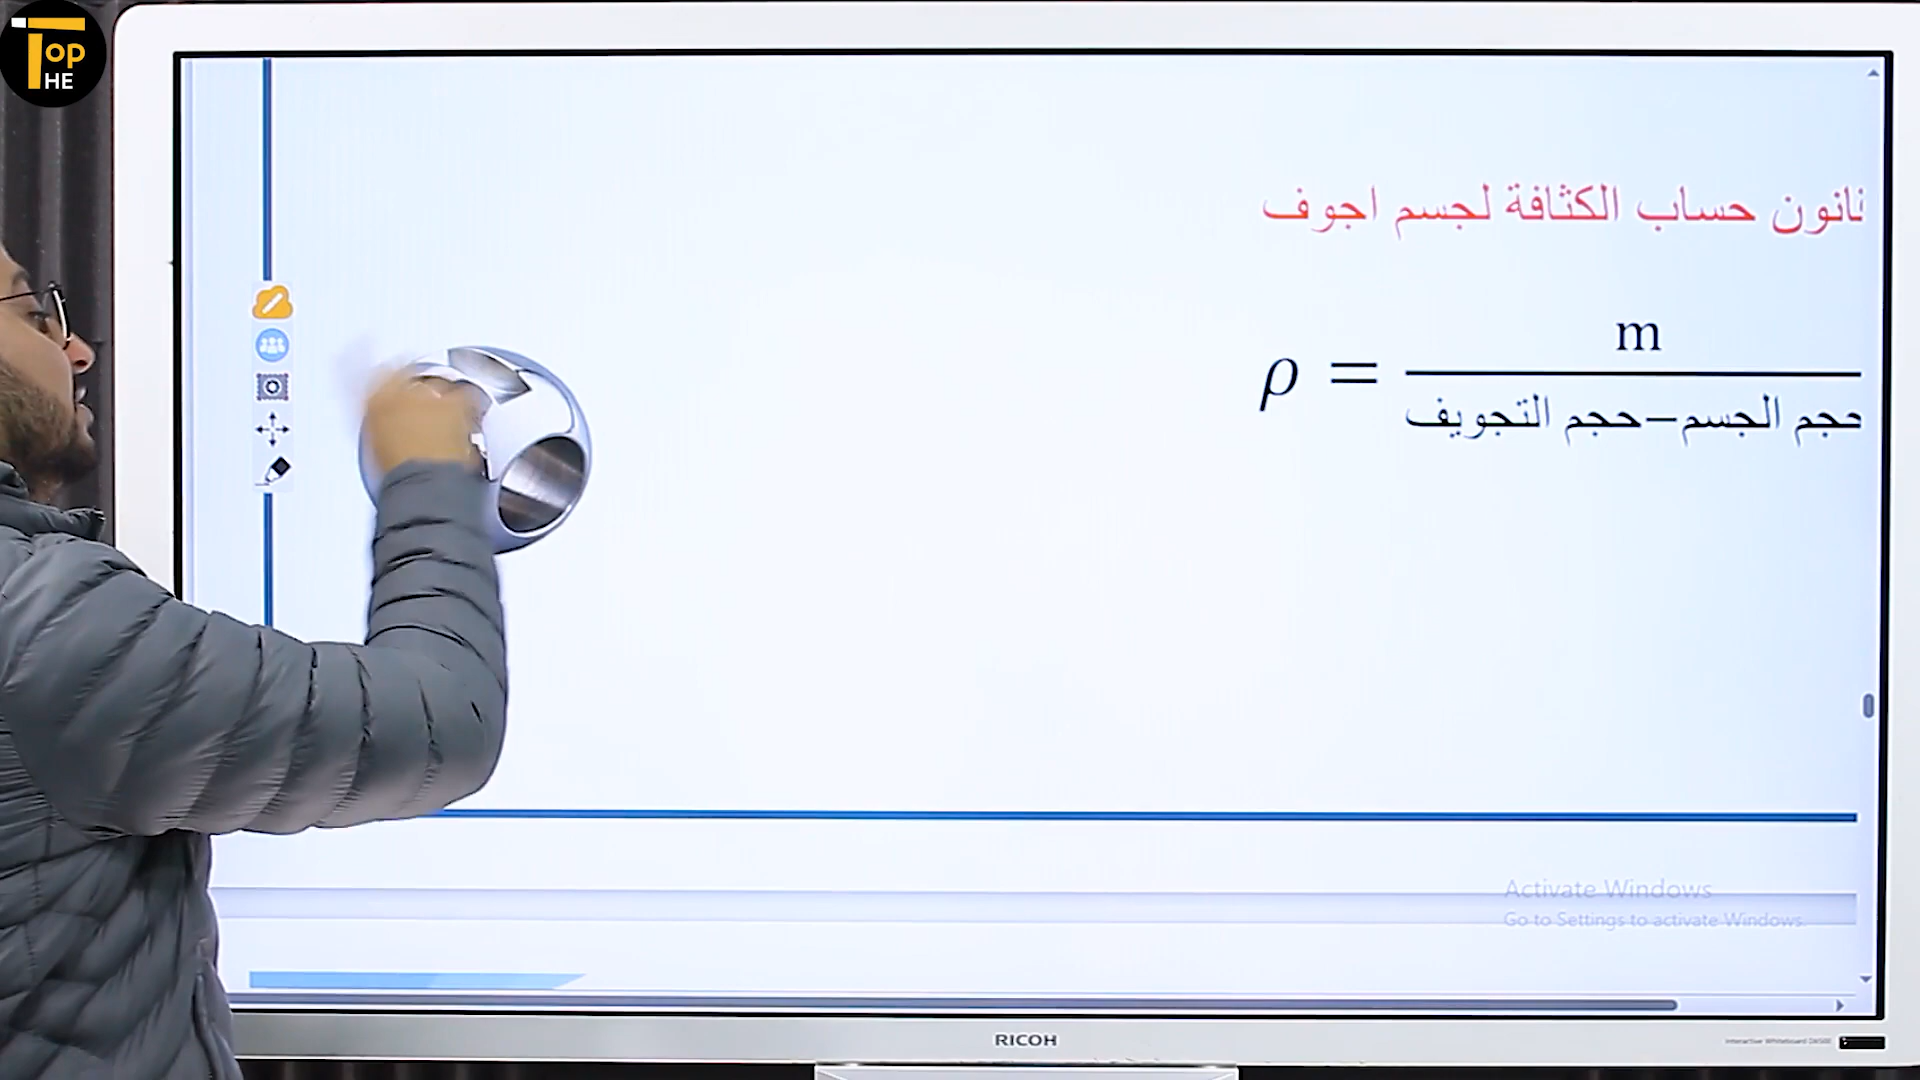 TOP
THE
قانون حساب الكثافة لجسم اجوف
ρ = m / حجم الجسم–حجم التجويف
Activate Windows
Go to Settings to activate Windows.
RICOH